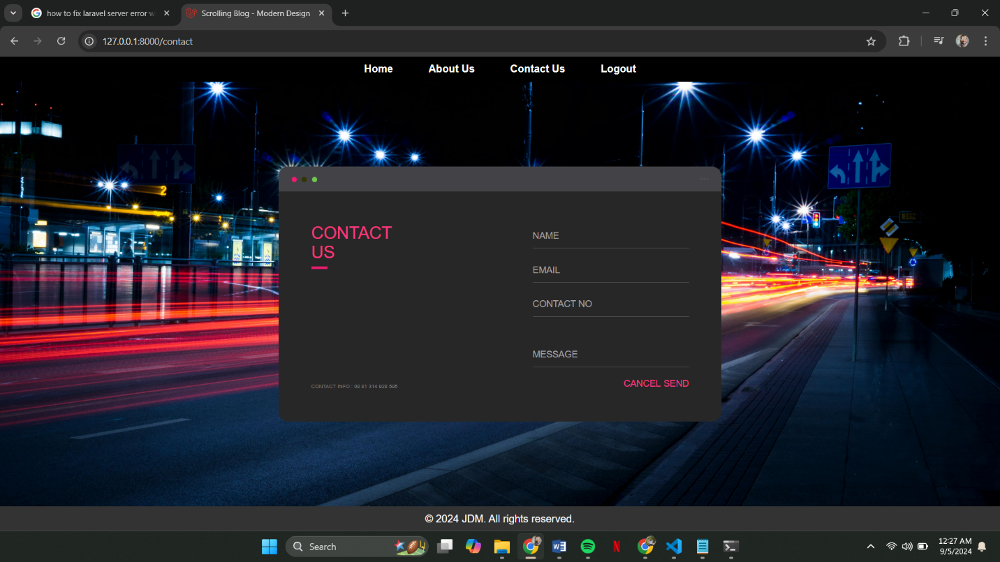 how to fix laravel server error w
Scrolling Blog - Modern Design
127.0.0.1:8000/contact
Home About Us Contact Us Logout
2
CONTACT
US
NAME
EMAIL
CONTACT NO
MESSAGE
CONTACT INFO : 09 81 314 928 595
CANCEL SEND
© 2024 JDM. All rights reserved.
Search
12:27 AM
9/5/2024